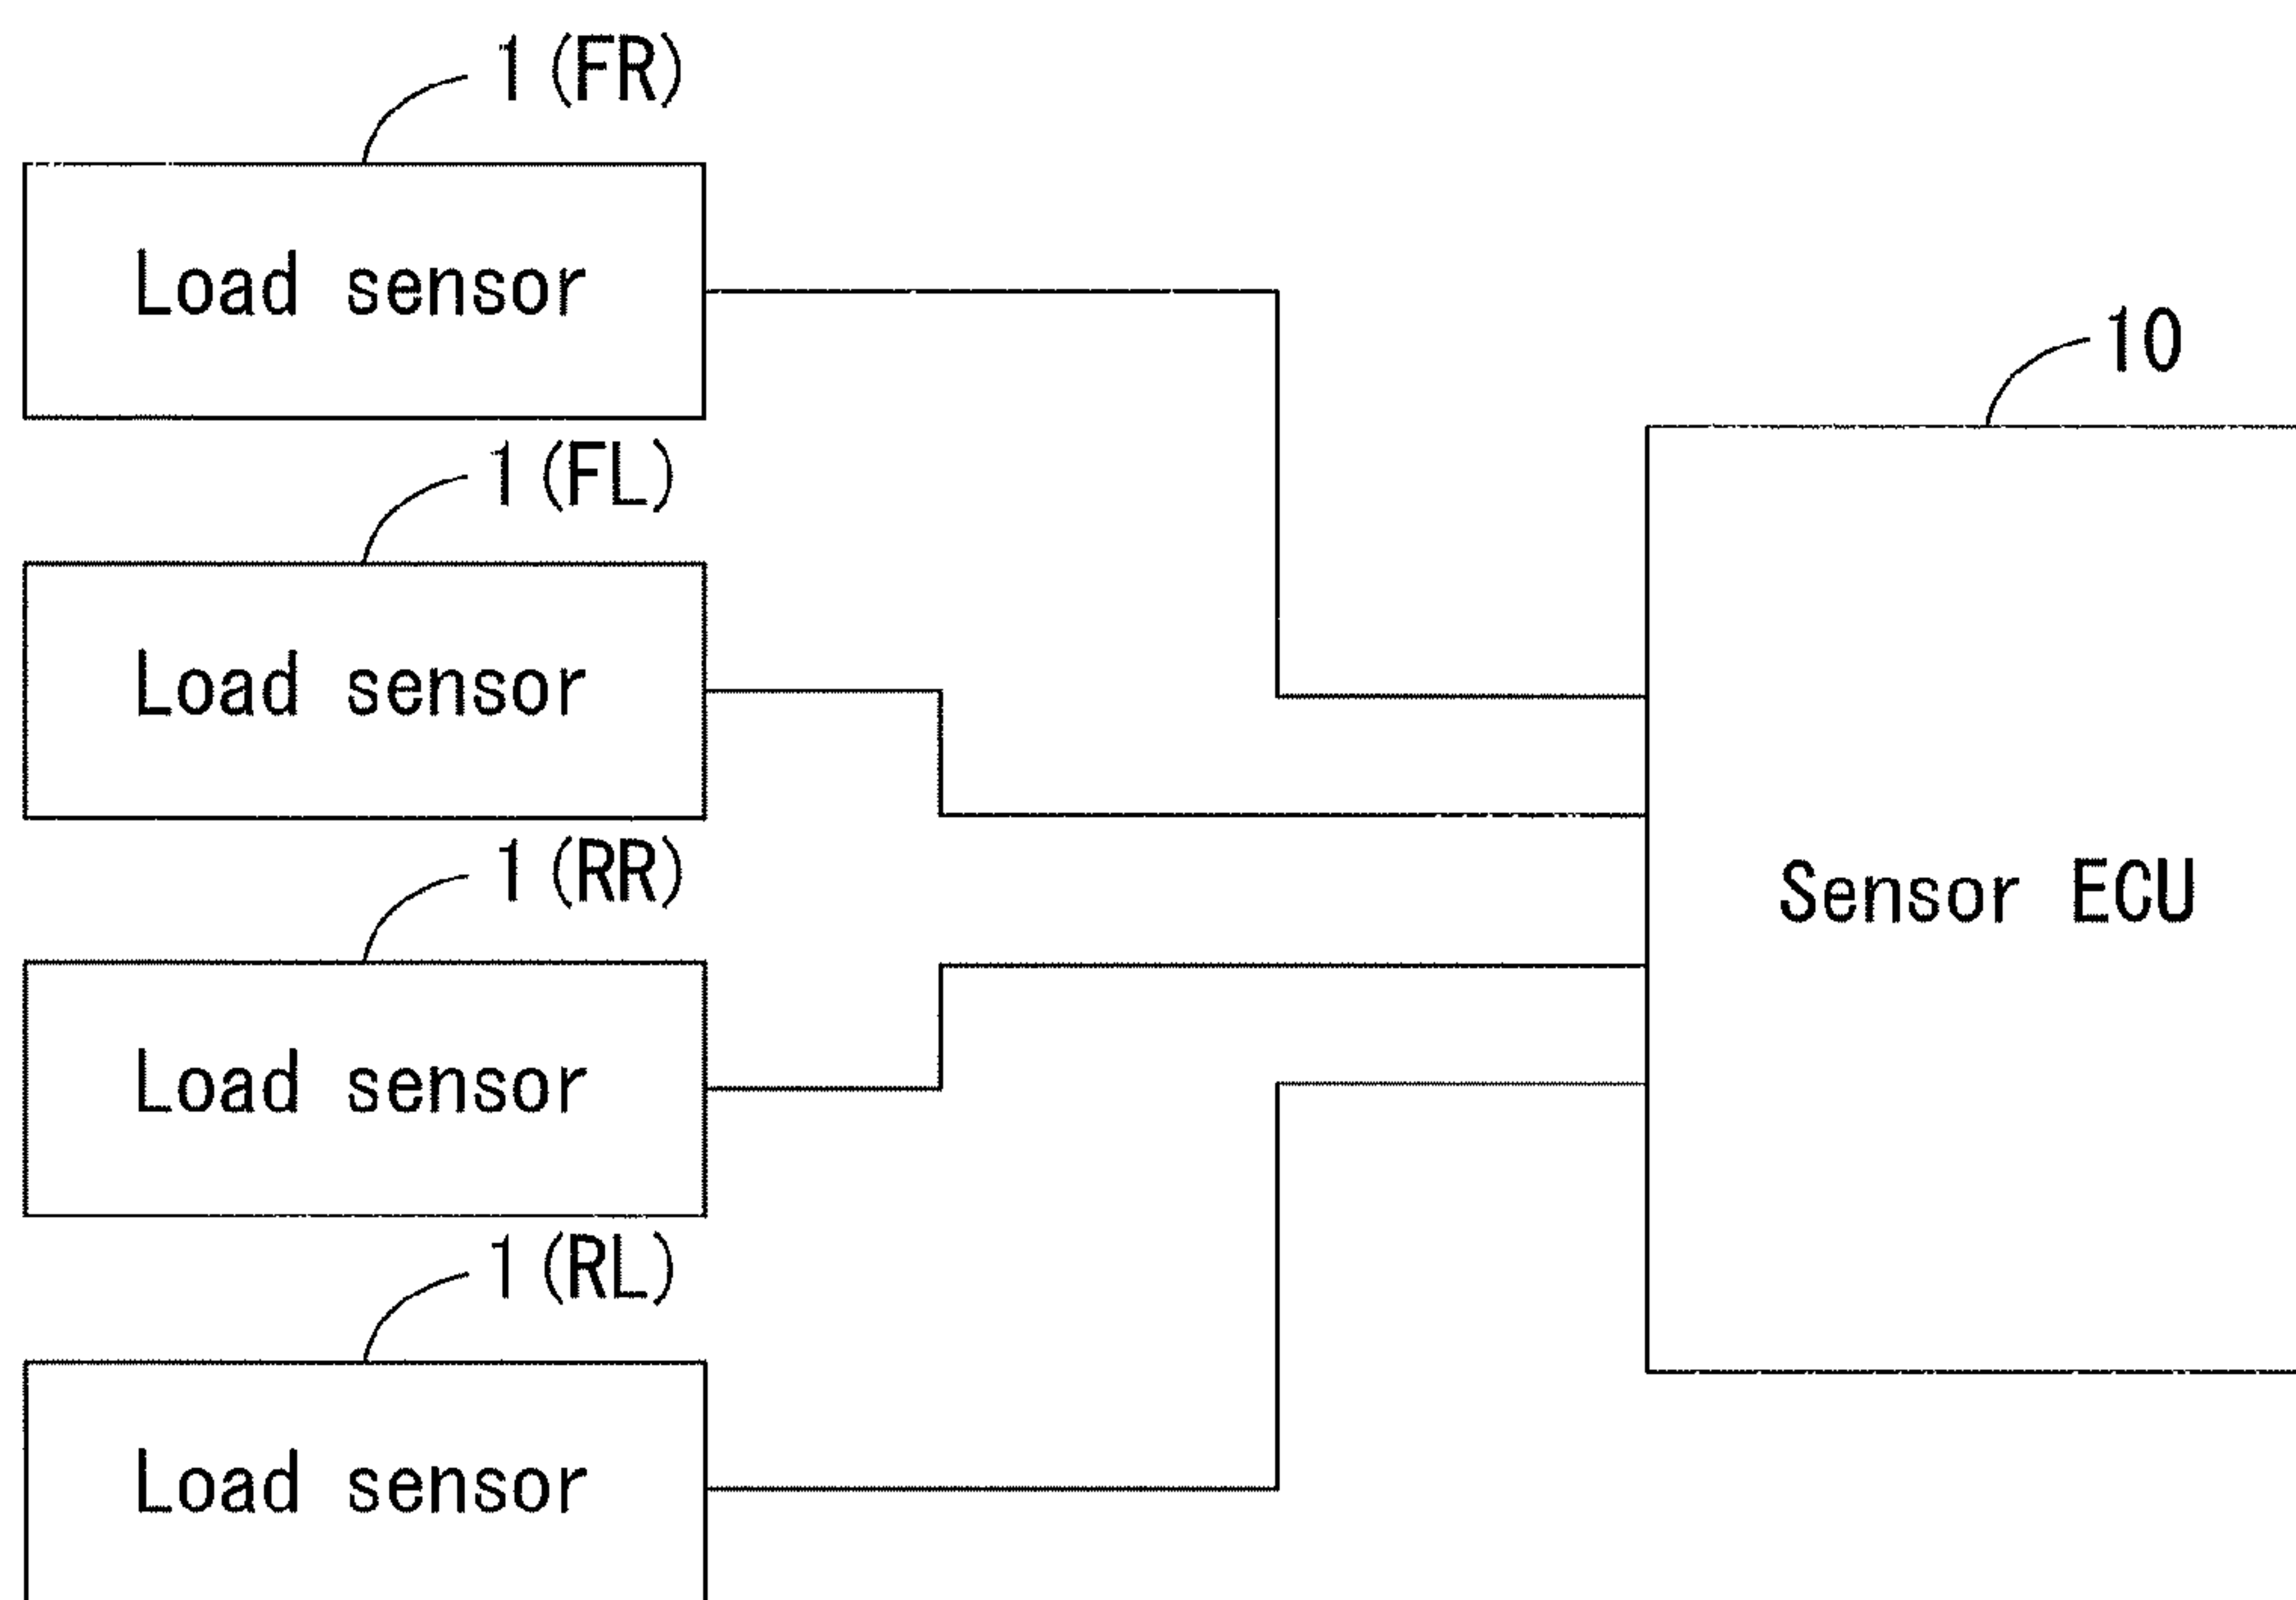 1(FR)
Load sensor
10
1(FL)
Load sensor
1(RR)
Sensor ECU
Load sensor
1(RL)
Load sensor